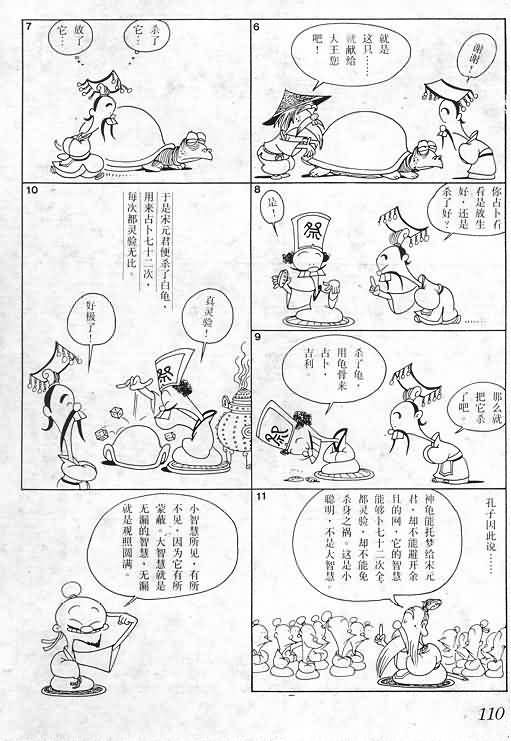 6
就是
这只……
就献给
大王您
吧！
谢谢！
7
杀了
它…
放了
它…
8
你占卜看
看是放生
好，还是
杀了好？
是！
9
那么就
把它杀
了吧。
杀了龟，
用龟骨来
占卜，
吉利。
10
于是宋元君便杀了白龟，
用来占卜七十二次，
每次都灵验无比。
真灵验！
好极了！
祭
祭
11
孔子因此说……
神龟能托梦给宋元
君，却不能避开余
且的网，它的智慧
能够卜七十二次全
都灵验，却不能免
杀身之祸。这是小
聪明，不是大智慧。
小智慧所见，有所
不见，因为它有所
蒙蔽。大智慧就是
无漏的智慧，无漏
就是观照圆满。
110